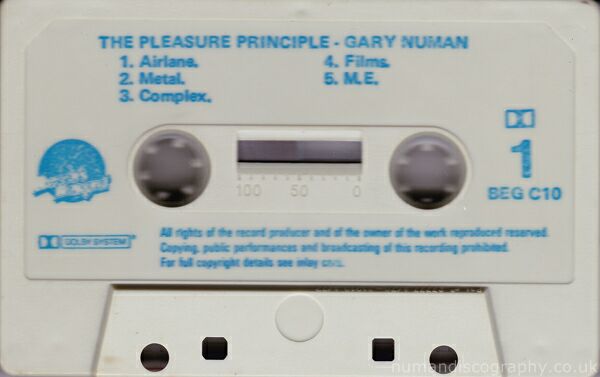 THE PLEASURE PRINCIPLE - GARY NUMAN
1. Airlane.
2. Metal.
3. Complex.
4. Films.
5. M.E.
1
BEG C10
100 50 0
DOLBY SYSTEM
All rights of the record producer and of the owner of the work reproduced reserved.
Copying, public performances and broadcasting of this recording prohibited.
For full copyright details see inlay
numandiscography.co.uk